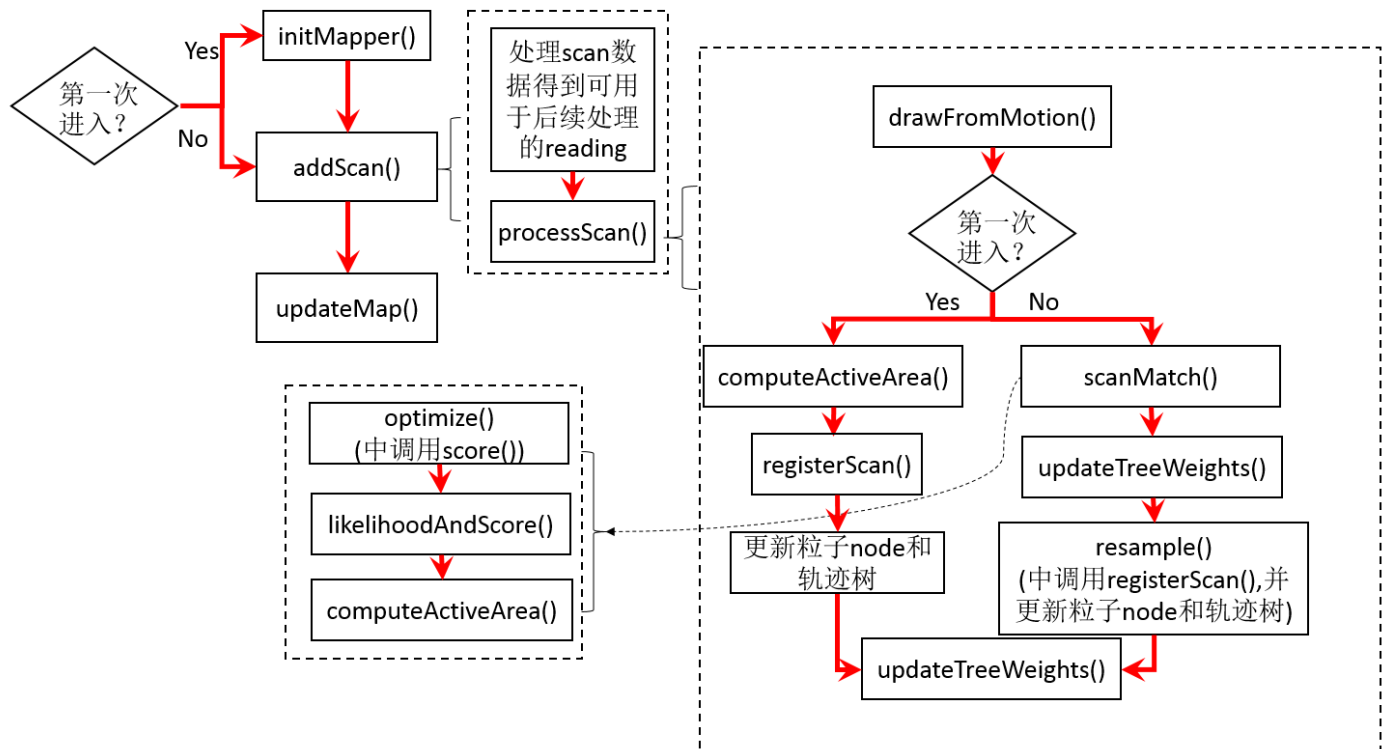 第一次
进入？
Yes
No
initMapper()
addScan()
updateMap()
处理scan数
据得到可用
于后续处理
的reading
processScan()
drawFromMotion()
第一次
进入？
Yes
No
computeActiveArea()
registerScan()
更新粒子node和
轨迹树
scanMatch()
updateTreeWeights()
resample()
(中调用registerScan(),并
更新粒子node和轨迹树)
updateTreeWeights()
optimize()
(中调用score())
likelihoodAndScore()
computeActiveArea()